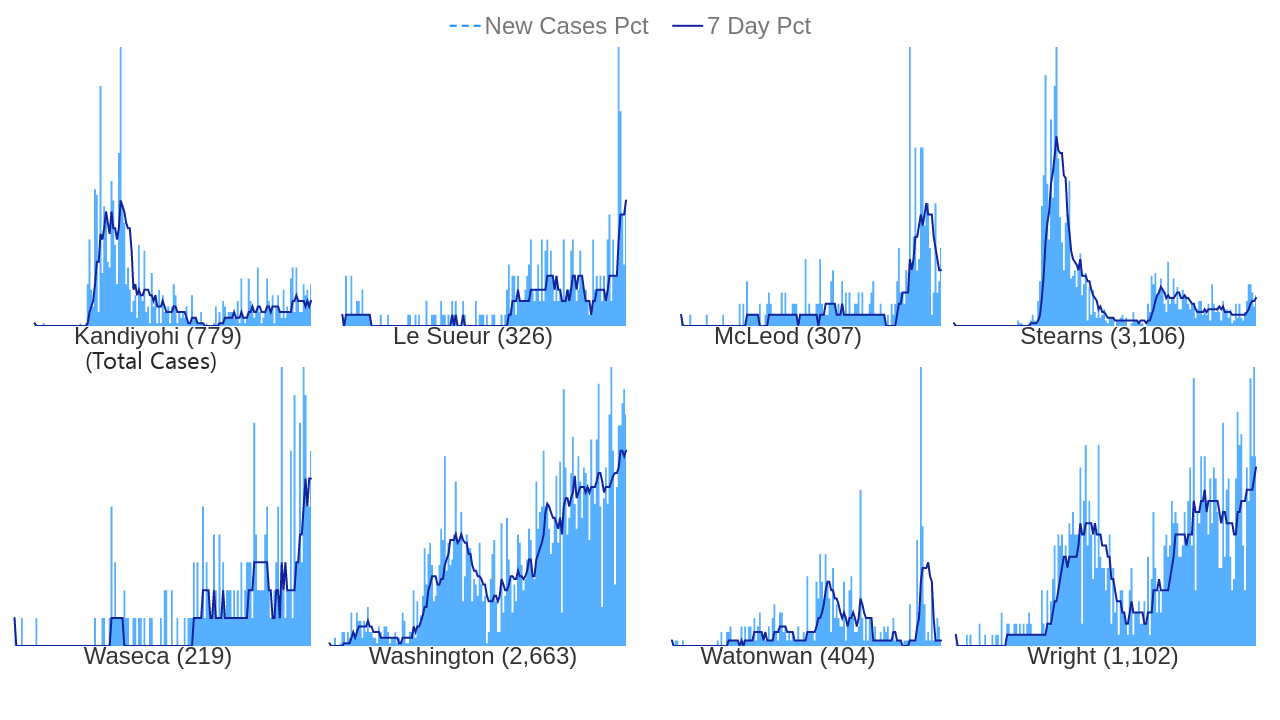 New Cases Pct 7 Day Pct
Kandiyohi (779) Le Sueur (326) McLeod (307) Stearns (3,106)
(Total Cases)
Waseca (219) Washington (2,663) Watonwan (404) Wright (1,102)